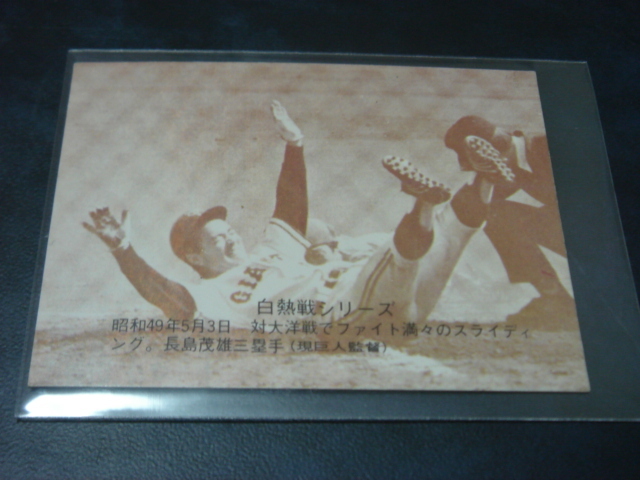 GIA
白熱戦シリーズ
昭和49年5月3日　対大洋戦でファイト満々のスライディ
ング。長島茂雄三塁手(現巨人監督)